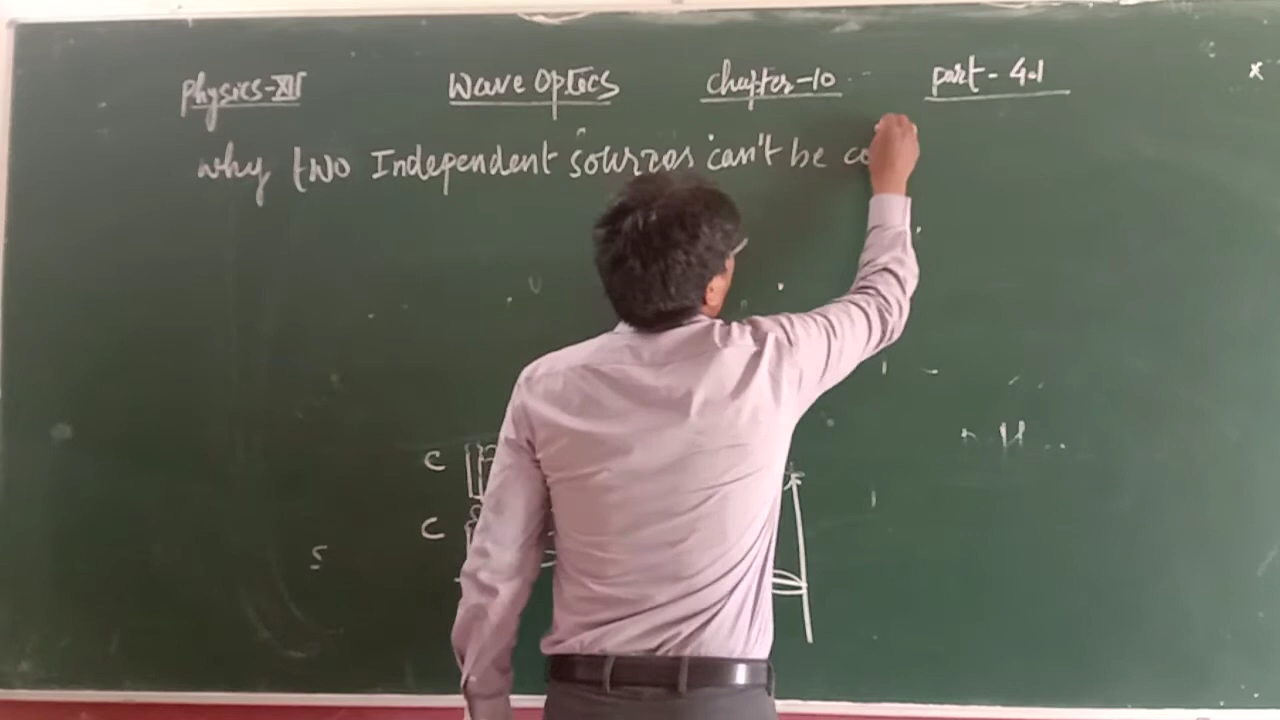 Physics-XII Wave Optics Chapter-10 part-4.1
why two Independent sources can't be co
C
C
S